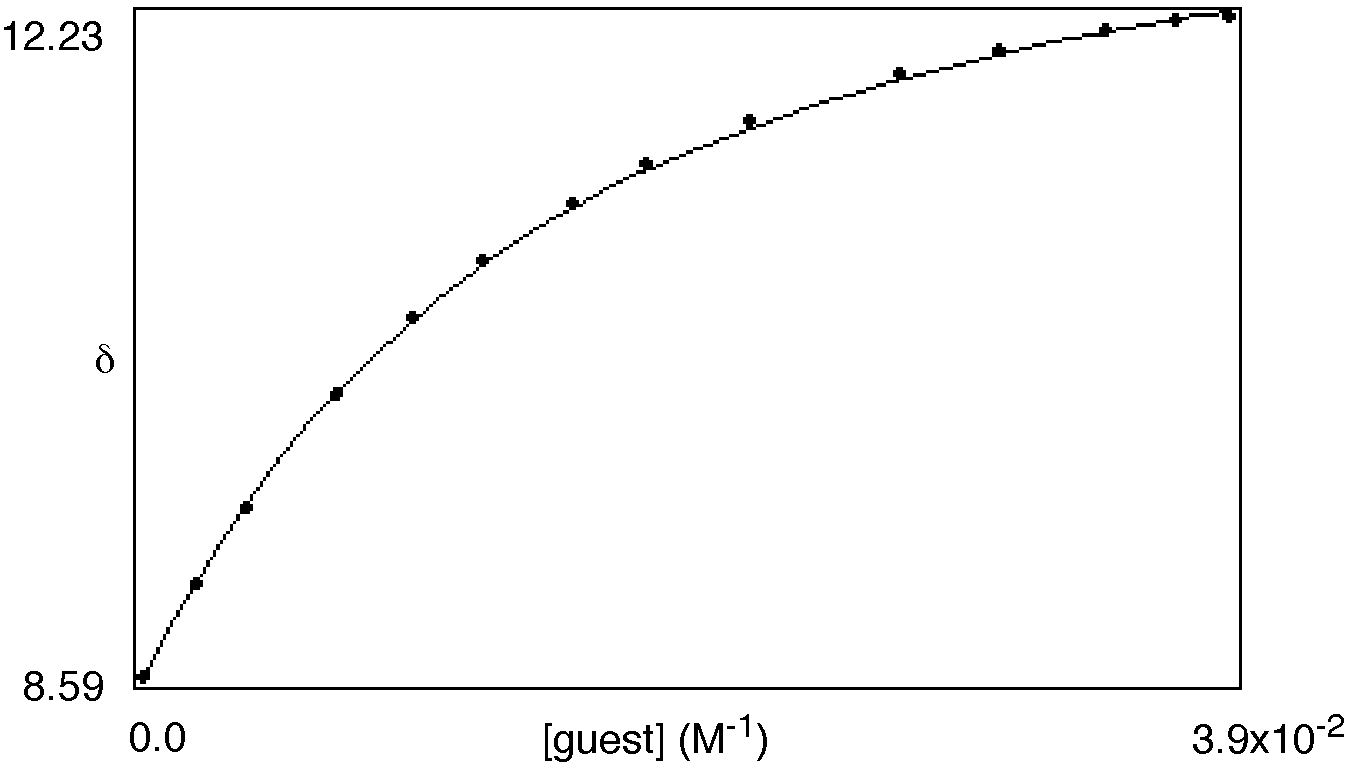 12.23
δ
8.59
0.0 [guest] (M⁻¹) 3.9x10⁻²